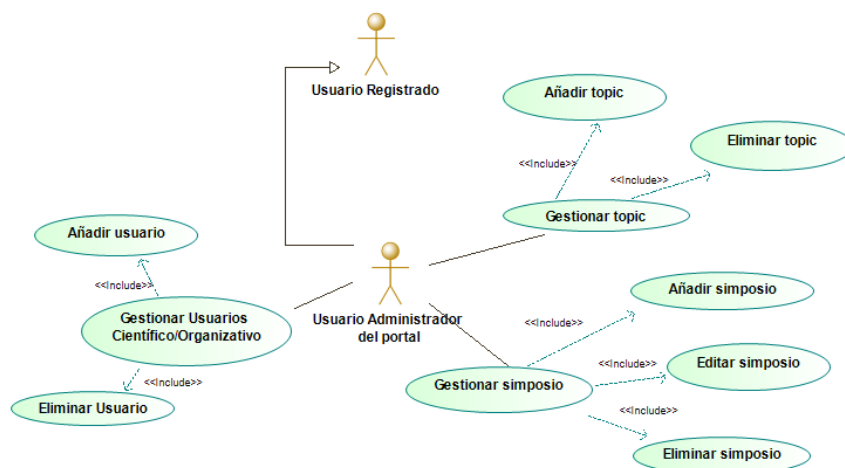 Usuario Registrado
Añadir topic
<<Include>>
Eliminar topic
<<Include>>
Gestionar topic
Añadir usuario
<<Include>>
Gestionar Usuarios
Científico/Organizativo
<<Include>>
Eliminar Usuario
Usuario Administrador
del portal
Añadir simposio
<<Include>>
Gestionar simposio
<<Include>>
Editar simposio
<<Include>>
Eliminar simposio